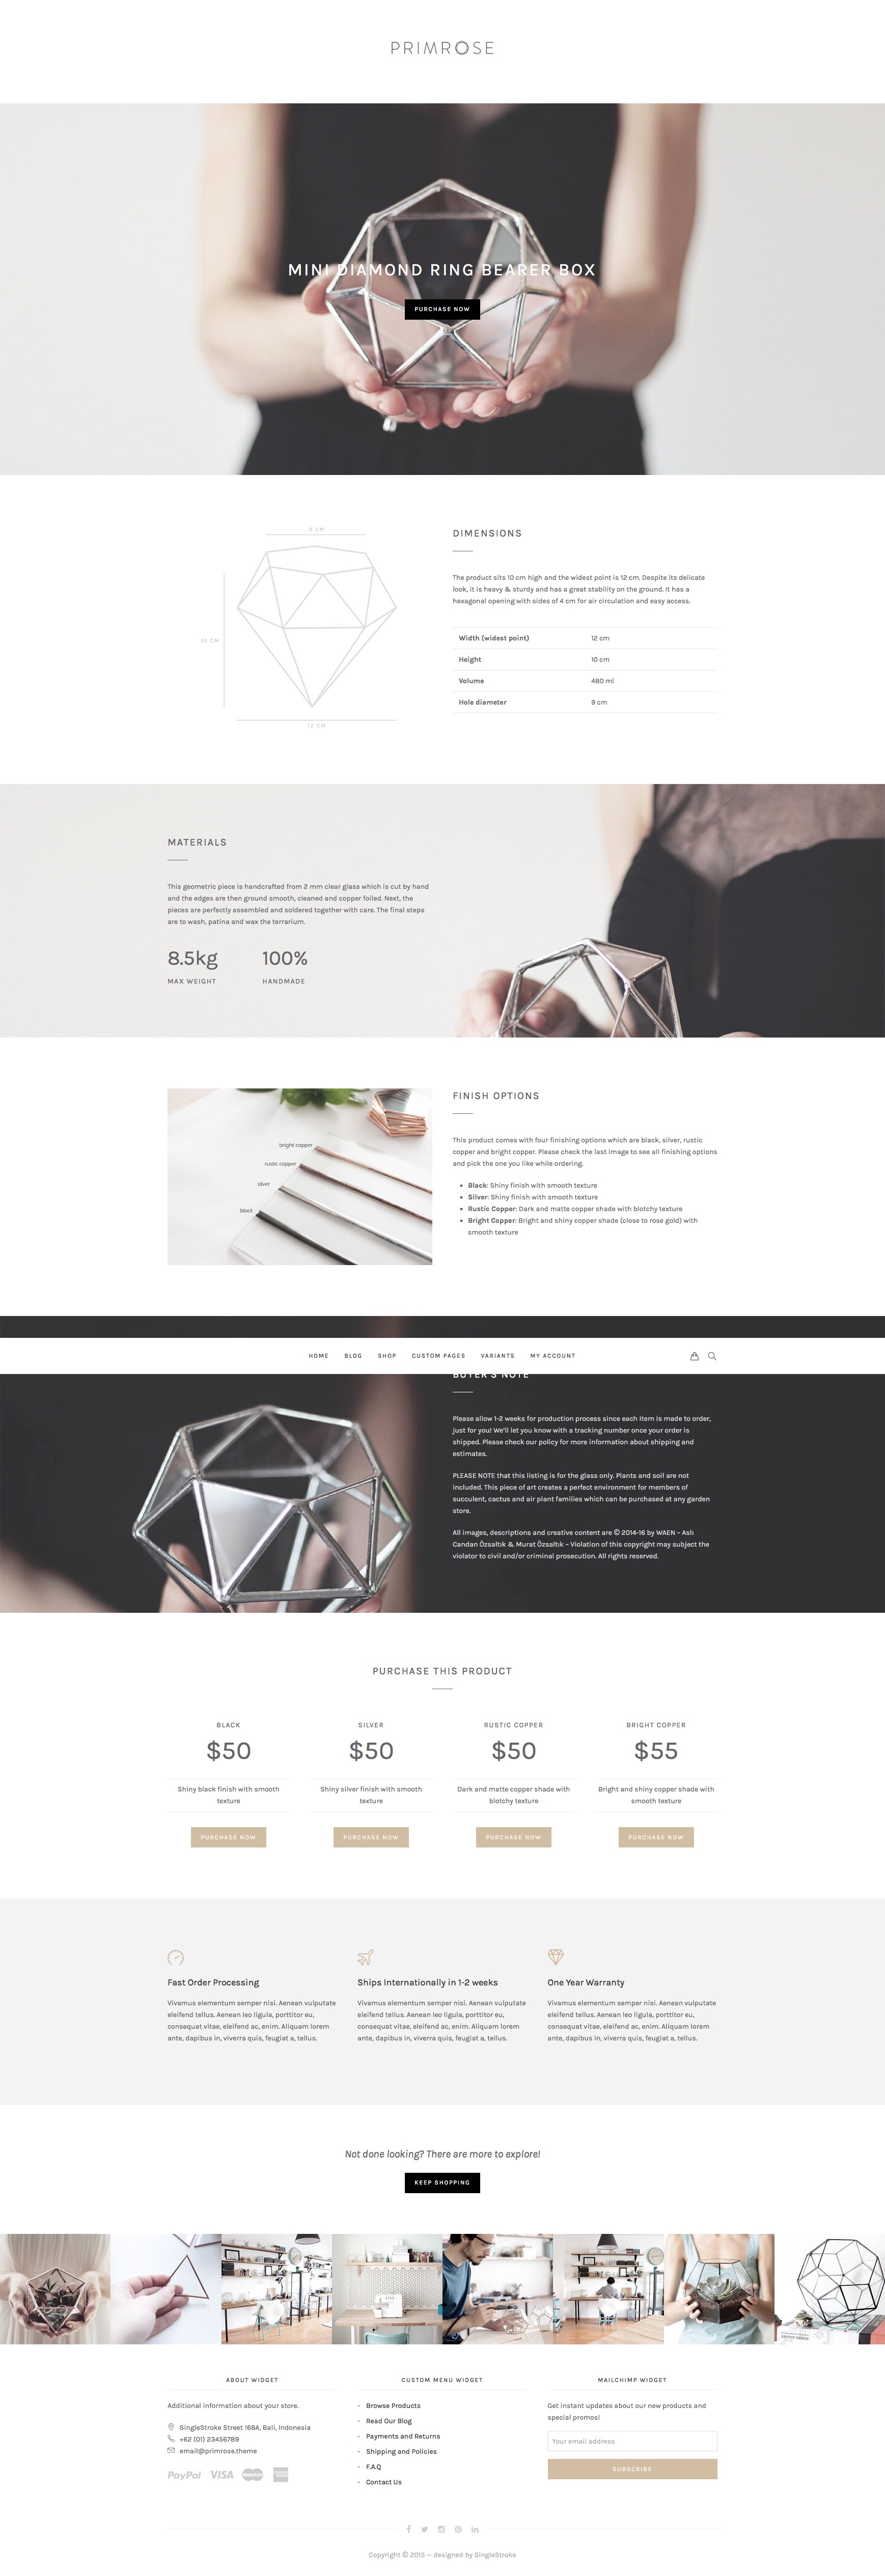 PRIMROSE
MINI DIAMOND RING BEARER BOX
PURCHASE NOW
9 CM
10 CM
12 CM
DIMENSIONS
The product sits 10 cm high and the widest point is 12 cm. Despite its delicate
look, it is heavy & sturdy and has a great stability on the ground. It has a
hexagonal opening with sides of 4 cm for air circulation and easy access.
Width (widest point) 12 cm
Height 10 cm
Volume 480 ml
Hole diameter 9 cm
MATERIALS
This geometric piece is handcrafted from 2 mm clear glass which is cut by hand
and the edges are then ground smooth, cleaned and copper foiled. Next, the
pieces are perfectly assembled and soldered together with care. The final steps
are to wash, patina and wax the terrarium.
8.5kg 100%
MAX WEIGHT HANDMADE
bright copper
rustic copper
silver
black
FINISH OPTIONS
This product comes with four finishing options which are black, silver, rustic
copper and bright copper. Please check the last image to see all finishing options
and pick the one you like while ordering.
• Black: Shiny finish with smooth texture
• Silver: Shiny finish with smooth texture
• Rustic Copper: Dark and matte copper shade with blotchy texture
• Bright Copper: Bright and shiny copper shade (close to rose gold) with
smooth texture
HOME BLOG SHOP CUSTOM PAGES VARIANTS MY ACCOUNT
BUYER'S NOTE
Please allow 1-2 weeks for production process since each item is made to order,
just for you! We'll let you know with a tracking number once your order is
shipped. Please check our policy for more information about shipping and
estimates.
PLEASE NOTE that this listing is for the glass only. Plants and soil are not
included. This piece of art creates a perfect environment for members of
succulent, cactus and air plant families which can be purchased at any garden
store.
All images, descriptions and creative content are © 2014-16 by WAEN – Aslı
Candan Özsaltık & Murat Özsaltık – Violation of this copyright may subject the
violator to civil and/or criminal prosecution. All rights reserved.
PURCHASE THIS PRODUCT
BLACK
$50
Shiny black finish with smooth
texture
PURCHASE NOW
SILVER
$50
Shiny silver finish with smooth
texture
PURCHASE NOW
RUSTIC COPPER
$50
Dark and matte copper shade with
blotchy texture
PURCHASE NOW
BRIGHT COPPER
$55
Bright and shiny copper shade with
smooth texture
PURCHASE NOW
Fast Order Processing
Vivamus elementum semper nisi. Aenean vulputate
eleifend tellus. Aenean leo ligula, porttitor eu,
consequat vitae, eleifend ac, enim. Aliquam lorem
ante, dapibus in, viverra quis, feugiat a, tellus.
Ships Internationally in 1-2 weeks
Vivamus elementum semper nisi. Aenean vulputate
eleifend tellus. Aenean leo ligula, porttitor eu,
consequat vitae, eleifend ac, enim. Aliquam lorem
ante, dapibus in, viverra quis, feugiat a, tellus.
One Year Warranty
Vivamus elementum semper nisi. Aenean vulputate
eleifend tellus. Aenean leo ligula, porttitor eu,
consequat vitae, eleifend ac, enim. Aliquam lorem
ante, dapibus in, viverra quis, feugiat a, tellus.
Not done looking? There are more to explore!
KEEP SHOPPING
ABOUT WIDGET
Additional information about your store.
SingleStroke Street 168A, Bali, Indonesia
+62 (01) 23456789
email@primrose.theme
PayPal VISA
CUSTOM MENU WIDGET
– Browse Products
– Read Our Blog
– Payments and Returns
– Shipping and Policies
– F.A.Q
– Contact Us
MAILCHIMP WIDGET
Get instant updates about our new products and
special promos!
Your email address
SUBSCRIBE
Copyright © 2015 — designed by SingleStroke